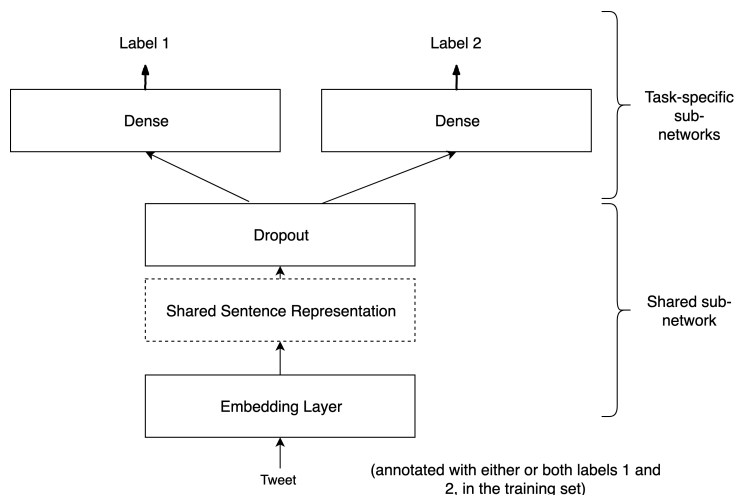 Label 1
Label 2
Dense
Dense
Task-specific
sub-
networks
Dropout
Shared Sentence Representation
Shared sub-
network
Embedding Layer
Tweet
(annotated with either or both labels 1 and
2, in the training set)